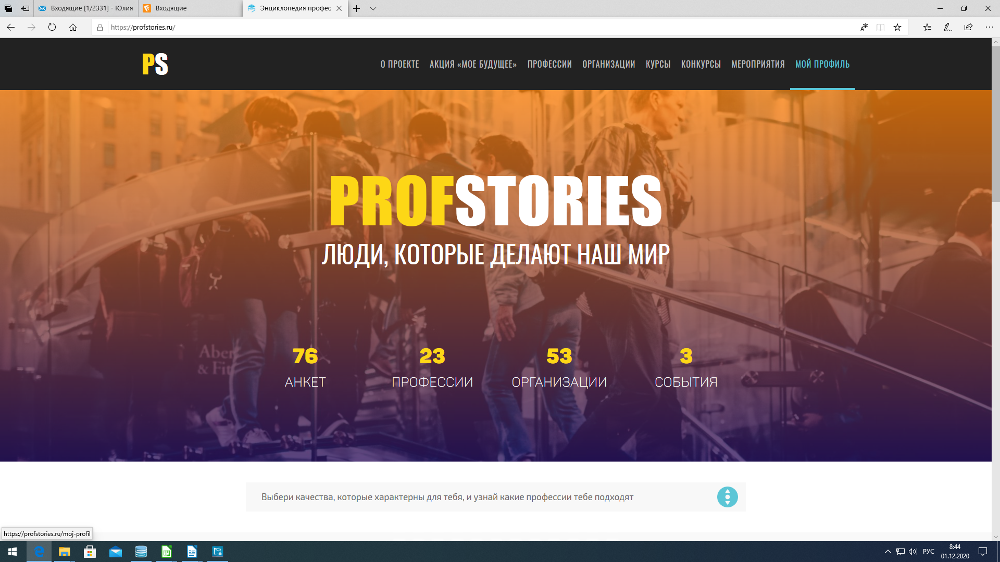 Входящие [1/2331] - Юлия
Входящие
Энциклопедия профес
https://profstories.ru/
PS
О ПРОЕКТЕ
АКЦИЯ «МОЕ БУДУЩЕЕ»
ПРОФЕССИИ
ОРГАНИЗАЦИИ
КУРСЫ
КОНКУРСЫ
МЕРОПРИЯТИЯ
МОЙ ПРОФИЛЬ
PROFSTORIES
ЛЮДИ, КОТОРЫЕ ДЕЛАЮТ НАШ МИР
Aber
& Fit
76
АНКЕТ
23
ПРОФЕССИИ
53
ОРГАНИЗАЦИИ
3
СОБЫТИЯ
Выбери качества, которые характерны для тебя, и узнай какие профессии тебе подходят
https://profstories.ru/moj-profil
РУС
8:44
01.12.2020